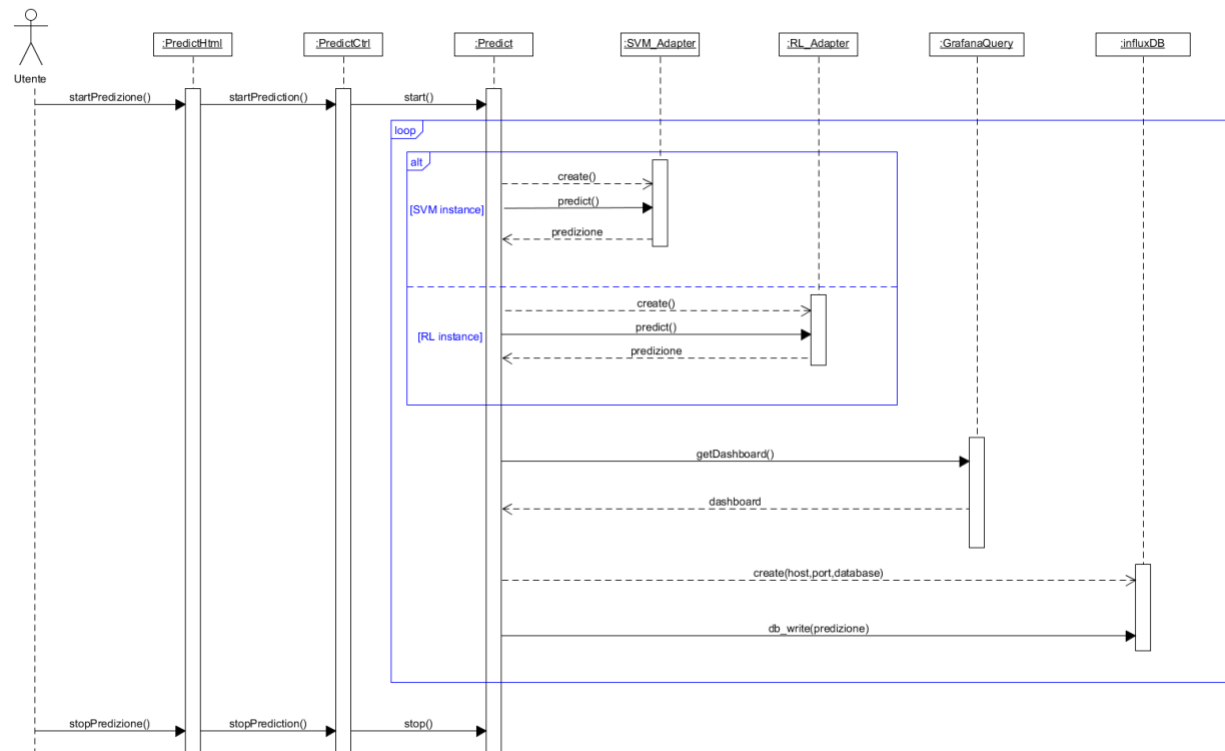 :PredictHtml
:PredictCtrl
:Predict
:SVM_Adapter
:RL_Adapter
:GrafanaQuery
:influxDB
Utente
startPredizione()
startPrediction()
start()
loop
alt
create()
[SVM instance]
predict()
predizione
create()
[RL instance]
predict()
predizione
getDashboard()
dashboard
create(host,port,database)
db_write(predizione)
stopPredizione()
stopPrediction()
stop()